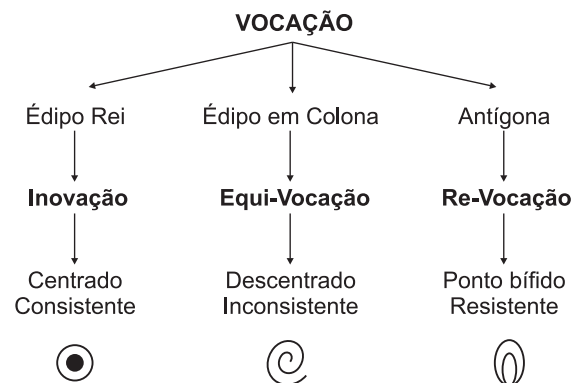 VOCAÇÃO
Édipo Rei
Édipo em Colona
Antígona
Inovação
Equi-Vocação
Re-Vocação
Centrado
Consistente
Descentrado
Inconsistente
Ponto bífido
Resistente